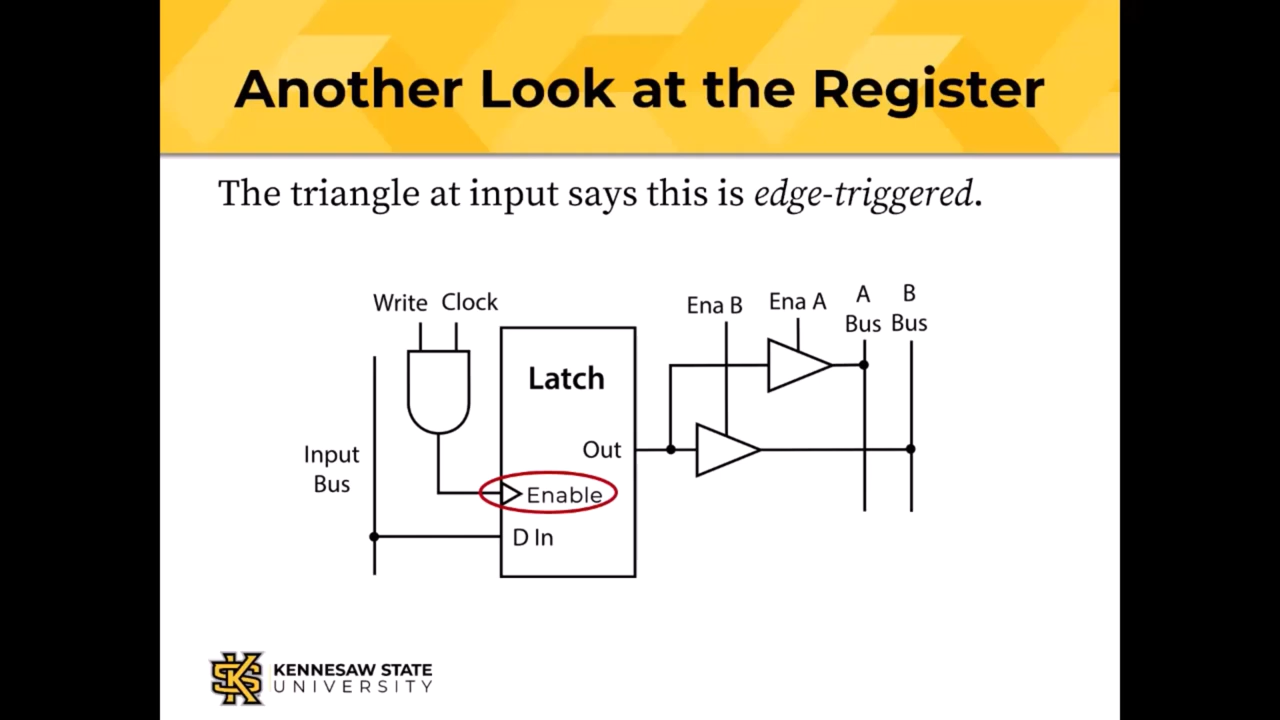 Another Look at the Register
The triangle at input says this is edge-triggered.
Write Clock
Ena B Ena A A B
Bus Bus
Latch
Input
Bus
Out
Enable
D In
KENNESAW STATE
UNIVERSITY